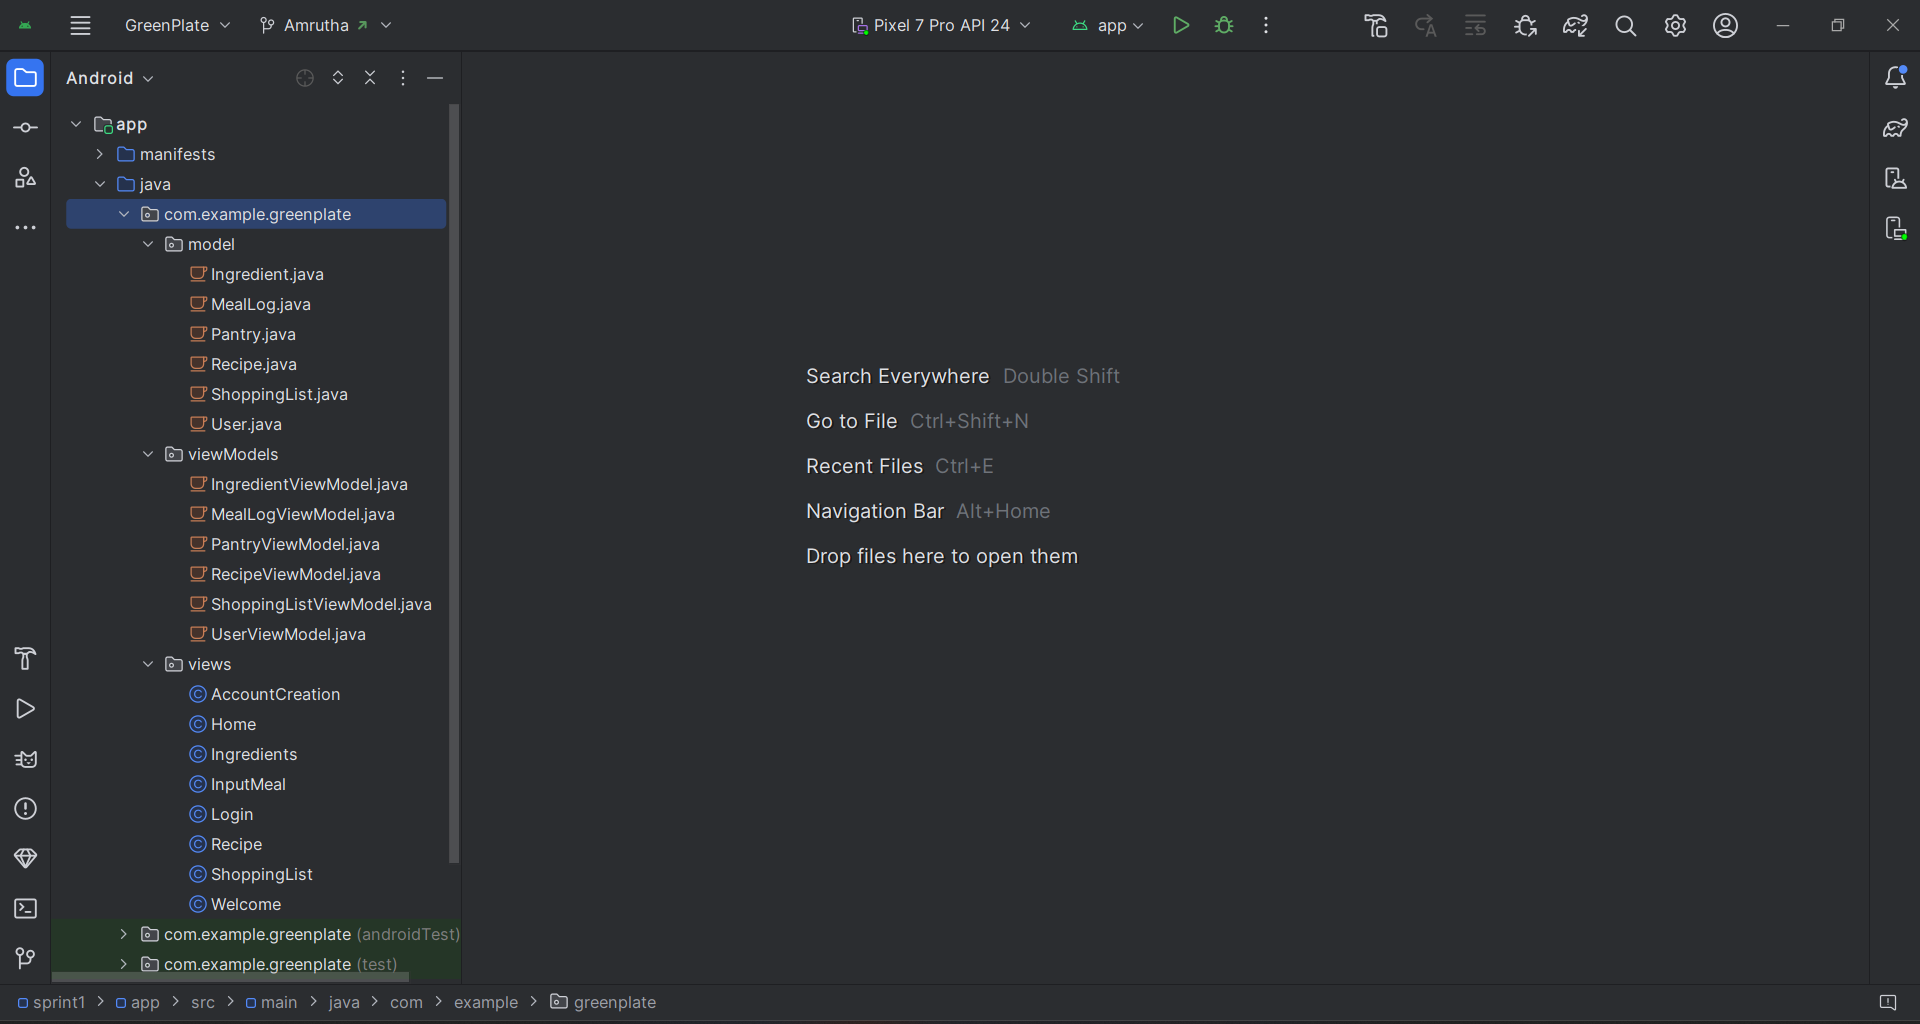 GreenPlate
Amrutha
Pixel 7 Pro API 24
app
Android
app
manifests
java
com.example.greenplate
model
Ingredient.java
MealLog.java
Pantry.java
Recipe.java
ShoppingList.java
User.java
viewModels
IngredientViewModel.java
MealLogViewModel.java
PantryViewModel.java
RecipeViewModel.java
ShoppingListViewModel.java
UserViewModel.java
views
AccountCreation
Home
Ingredients
InputMeal
Login
Recipe
ShoppingList
Welcome
com.example.greenplate (androidTest)
com.example.greenplate (test)
Search Everywhere Double Shift
Go to File Ctrl+Shift+N
Recent Files Ctrl+E
Navigation Bar Alt+Home
Drop files here to open them
sprint1 > app > src > main > java > com > example > greenplate